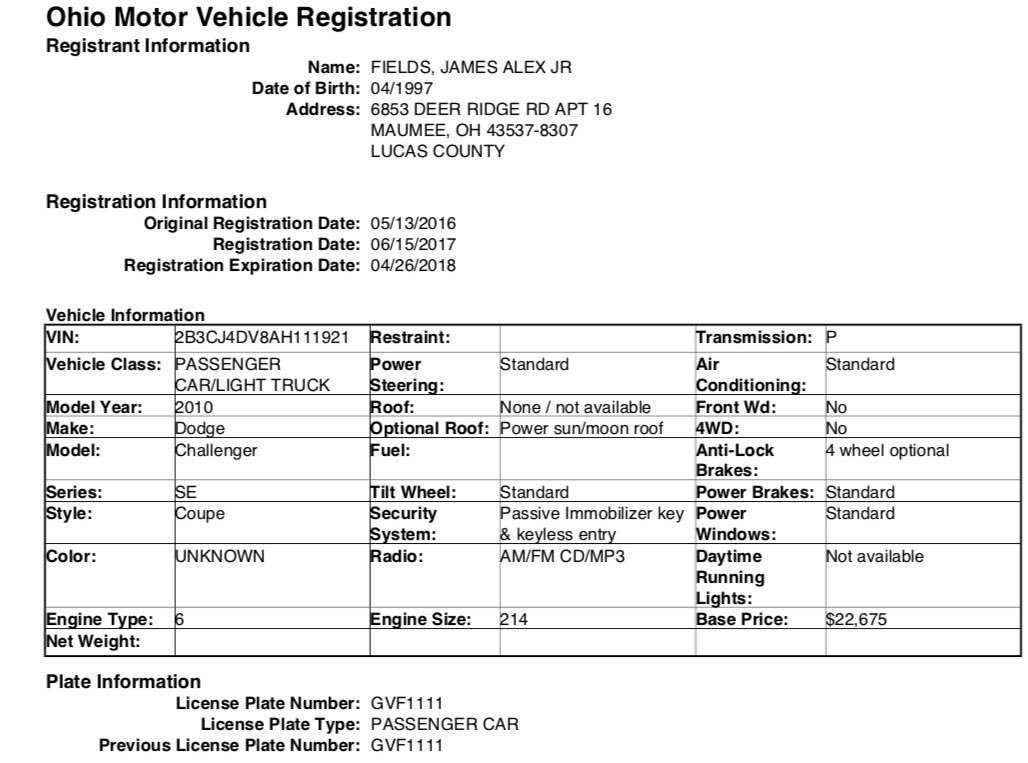 Ohio Motor Vehicle Registration
Registrant Information
Name: FIELDS, JAMES ALEX JR
Date of Birth: 04/1997
Address: 6853 DEER RIDGE RD APT 16
MAUMEE, OH 43537-8307
LUCAS COUNTY
Registration Information
Original Registration Date: 05/13/2016
Registration Date: 06/15/2017
Registration Expiration Date: 04/26/2018
Vehicle Information
VIN: 2B3CJ4DV8AH111921 Restraint: Transmission: P
Vehicle Class: PASSENGER Power Standard Air Standard
CAR/LIGHT TRUCK Steering: Conditioning:
Model Year: 2010 Roof: None / not available Front Wd: No
Make: Dodge Optional Roof: Power sun/moon roof 4WD: No
Model: Challenger Fuel: Anti-Lock 4 wheel optional
Brakes:
Series: SE Tilt Wheel: Standard Power Brakes: Standard
Style: Coupe Security Passive Immobilizer key Power Standard
System: & keyless entry Windows:
Color: UNKNOWN Radio: AM/FM CD/MP3 Daytime Not available
Running
Lights:
Engine Type: 6 Engine Size: 214 Base Price: $22,675
Net Weight:
Plate Information
License Plate Number: GVF1111
License Plate Type: PASSENGER CAR
Previous License Plate Number: GVF1111